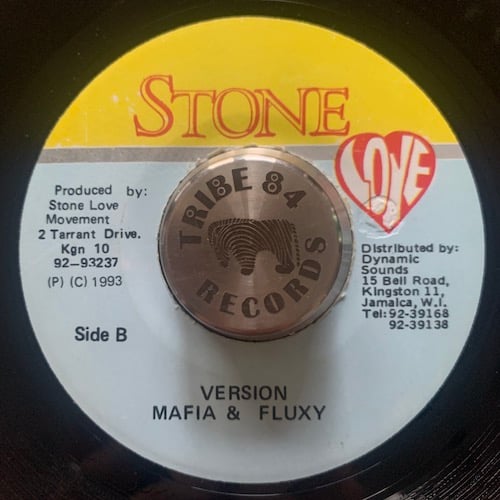 STONE
LOVE
Produced by:
Stone Love
Movement
2 Tarrant Drive.
Kgn 10
92-93237
(P) (C) 1993
Side B
TRIBE 84
RECORDS
Distributed by:
Dynamic
Sounds
15 Bell Road,
Kingston 11,
Jamaica, W.I.
Tel:92-39168
92-39138
VERSION
MAFIA & FLUXY